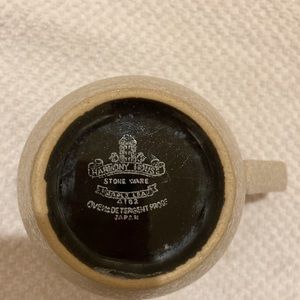 HARMONY HOUSE
STONE WARE
4162
OVEN & DETERGENT PROOF
JAPAN